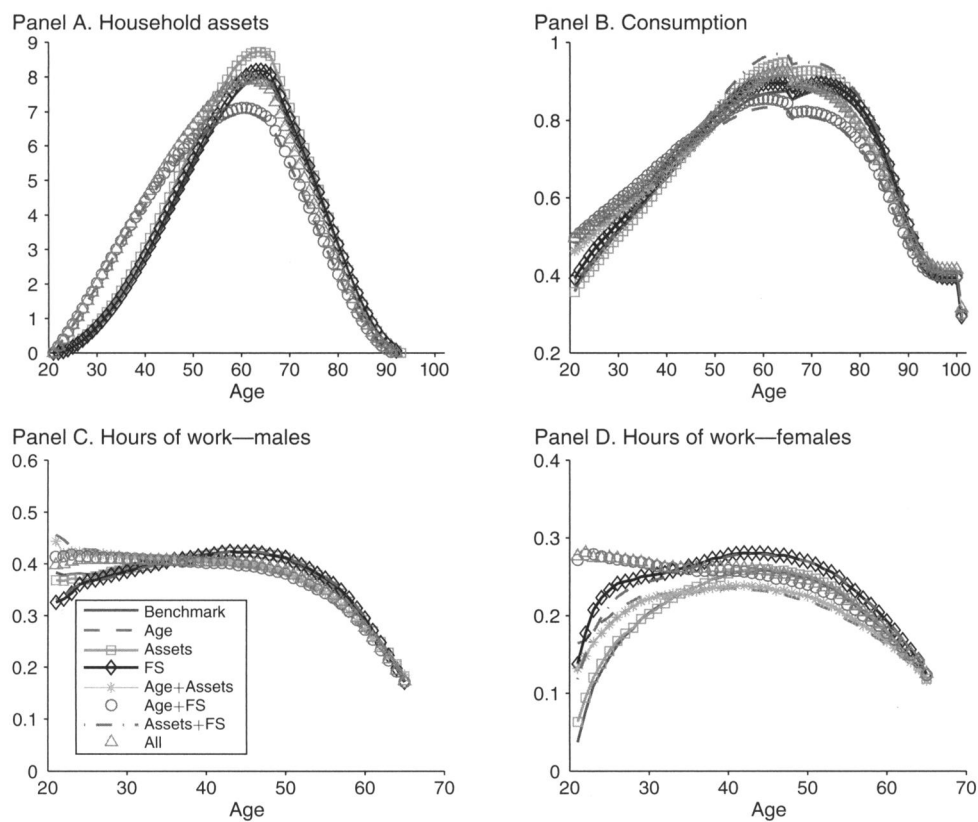 Panel A. Household assets
9
8
7
6
5
4
3
2
1
0
20 30 40 50 60 70 80 90 100
Age
Panel B. Consumption
1
0.8
0.6
0.4
0.2
20 30 40 50 60 70 80 90 100
Age
Panel C. Hours of work—males
0.6
0.5
0.4
0.3
0.2
0.1
0
Benchmark
Age
Assets
FS
Age+Assets
Age+FS
Assets+FS
All
20 30 40 50 60 70
Age
Panel D. Hours of work—females
0.4
0.3
0.2
0.1
0
20 30 40 50 60 70
Age